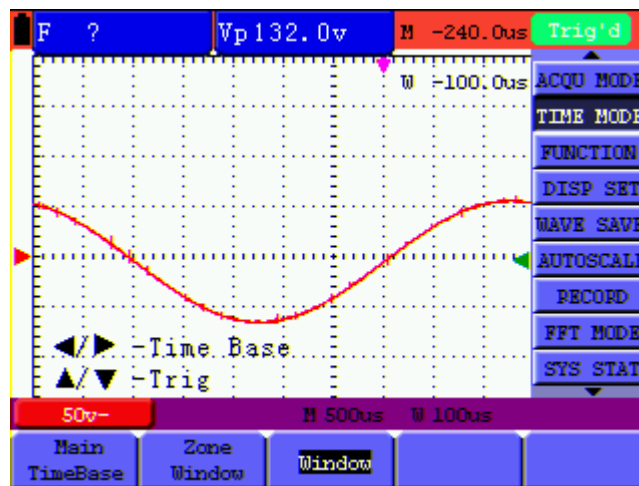 F ? Vp132.0v M -240.0us Trig'd
W -100.0us
ACQU MODE
TIME MODE
FUNCTION
DISP SET
WAVE SAVE
AUTOSCALE
RECORD
FFT MODE
SYS STAT
◀/▶ -Time Base
▲/▼ -Trig
50v- M 500us W 100us
Main TimeBase
Zone Window
Window